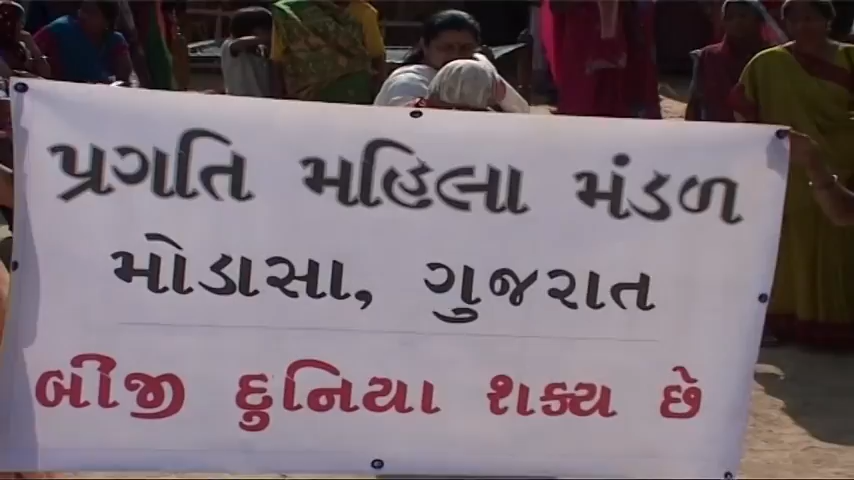 પ્રગતિ મહિલા મંડળ
મોડાસા, ગુજરાત
બીજી દુનિયા શક્ય છે